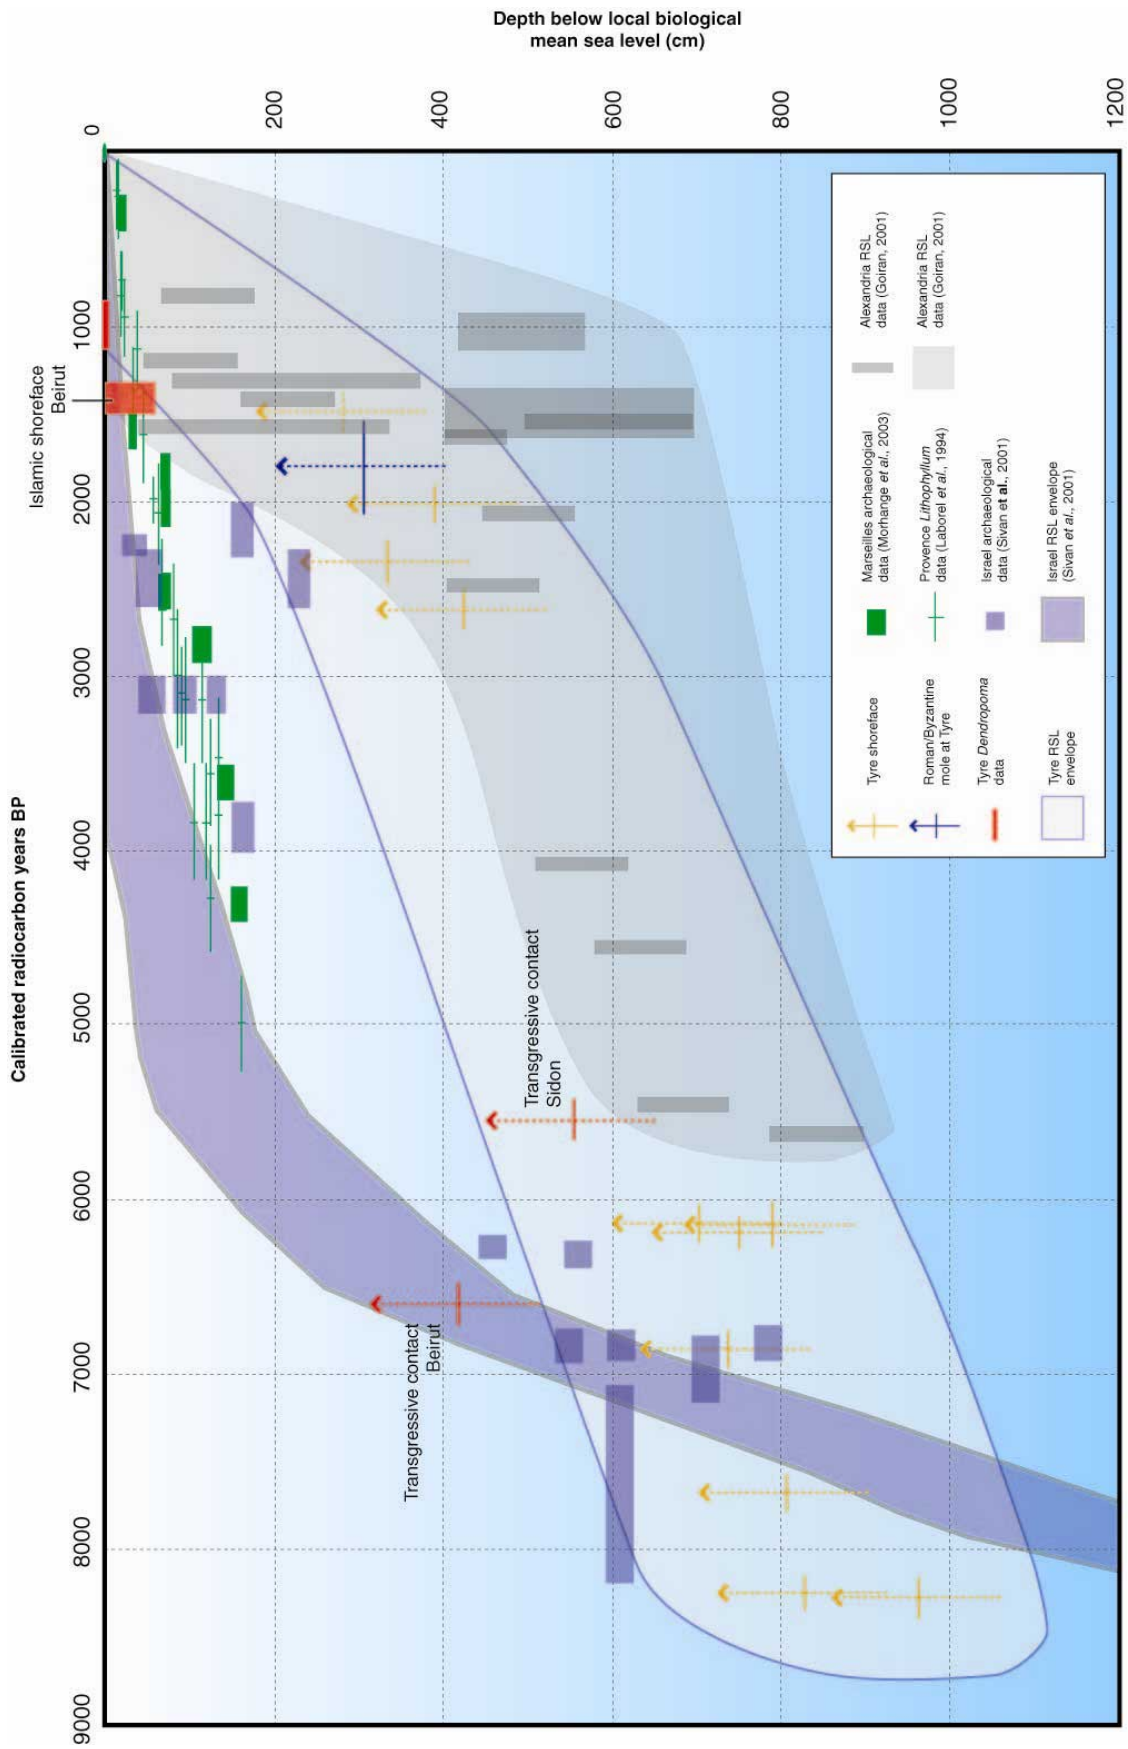 Depth below local biological
mean sea level (cm)
0
200
400
600
800
1000
1200
Calibrated radiocarbon years BP
1000
2000
3000
4000
5000
6000
7000
8000
9000
Islamic shoreface
Beirut
Transgressive contact
Sidon
Transgressive contact
Beirut
Tyre shoreface
Roman/Byzantine
mole at Tyre
Tyre Dendropoma
data
Tyre RSL
envelope
Marseilles archaeological
data (Morhange et al., 2003)
Provence Lithophyllum
data (Laborel et al., 1994)
Israel archaeological
data (Sivan et al., 2001)
Israel RSL envelope
(Sivan et al., 2001)
Alexandria RSL
data (Goiran, 2001)
Alexandria RSL
data (Goiran, 2001)